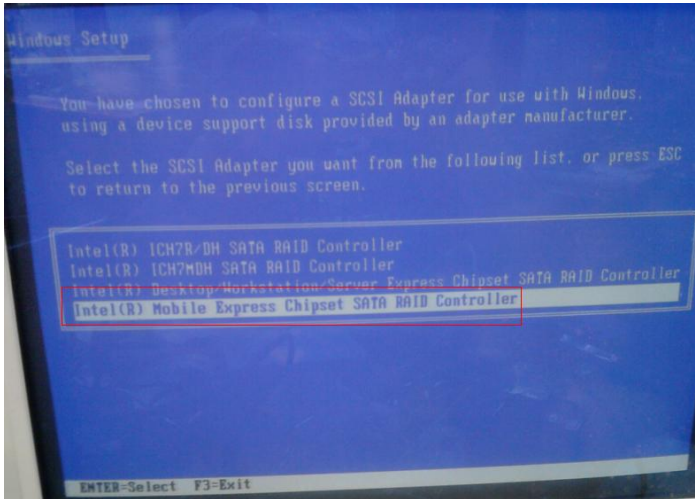 Windows Setup
You have chosen to configure a SCSI Adapter for use with Windows,
using a device support disk provided by an adapter manufacturer.
Select the SCSI Adapter you want from the following list, or press ESC
to return to the previous screen.
Intel(R) ICH7R/DH SATA RAID Controller
Intel(R) ICH7MDH SATA RAID Controller
Intel(R) Desktop/Workstation/Server Express Chipset SATA RAID Controller
Intel(R) Mobile Express Chipset SATA RAID Controller
ENTER=Select F3=Exit